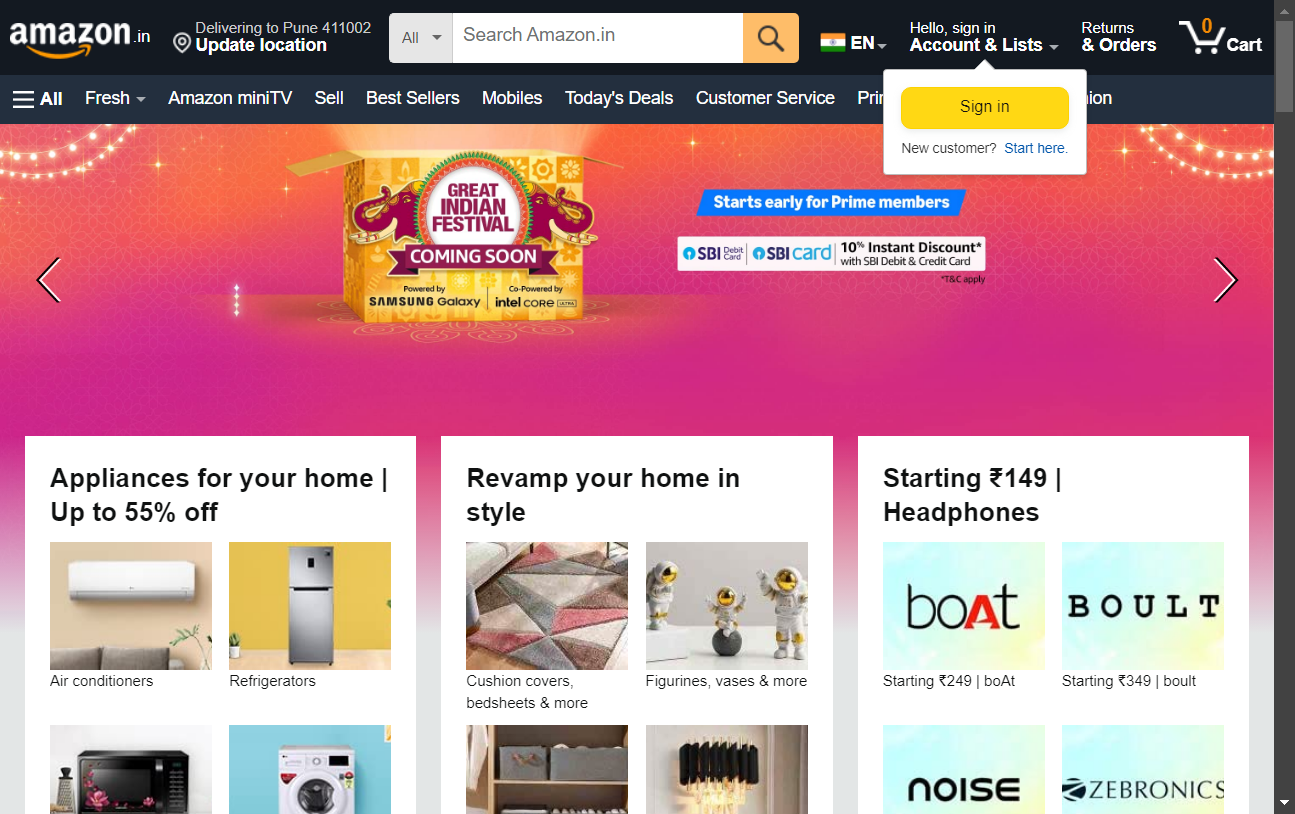 amazon.in
Delivering to Pune 411002
Update location
All
Search Amazon.in
EN
Hello, sign in
Account & Lists
Returns
& Orders
0
Cart
All
Fresh
Amazon miniTV
Sell
Best Sellers
Mobiles
Today's Deals
Customer Service
Sign in
New customer? Start here.
GREAT
INDIAN
FESTIVAL
COMING SOON
Powered by
SAMSUNG Galaxy
Co-Powered by
intel CORE ULTRA
Starts early for Prime members
SBI Debit Card
SBI card
10% Instant Discount*
with SBI Debit & Credit Card
*T&C apply
Appliances for your home |
Up to 55% off
Air conditioners
Refrigerators
Revamp your home in
style
Cushion covers,
bedsheets & more
Figurines, vases & more
Starting ₹149 |
Headphones
boAt
BOULT
Starting ₹249 | boAt
Starting ₹349 | boult
NOISE
ZEBRONICS